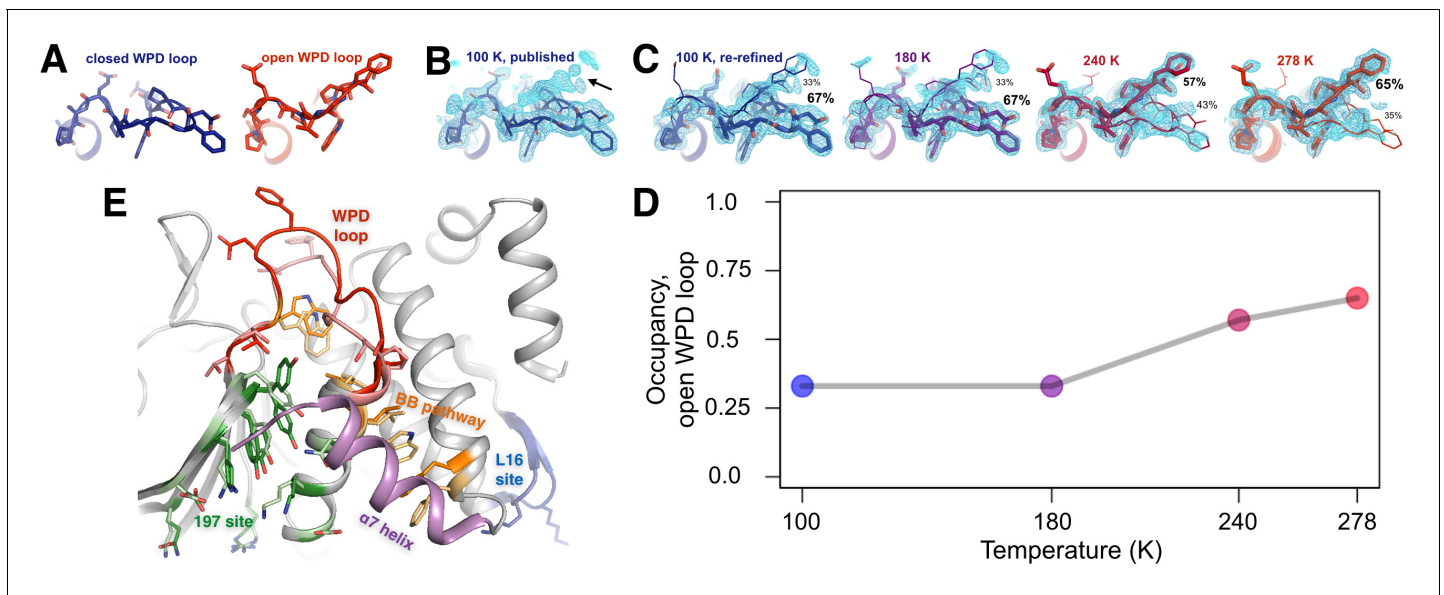 A
closed WPD loop
open WPD loop
B
100 K, published
C
100 K, re-refined
33%
67%
180 K
33%
67%
240 K
57%
43%
278 K
65%
35%
E
WPD
loop
BB pathway
L16
site
197 site
α7 helix
D
Occupancy,
open WPD loop
1.0
0.75
0.5
0.25
0.0
100
180
240
278
Temperature (K)